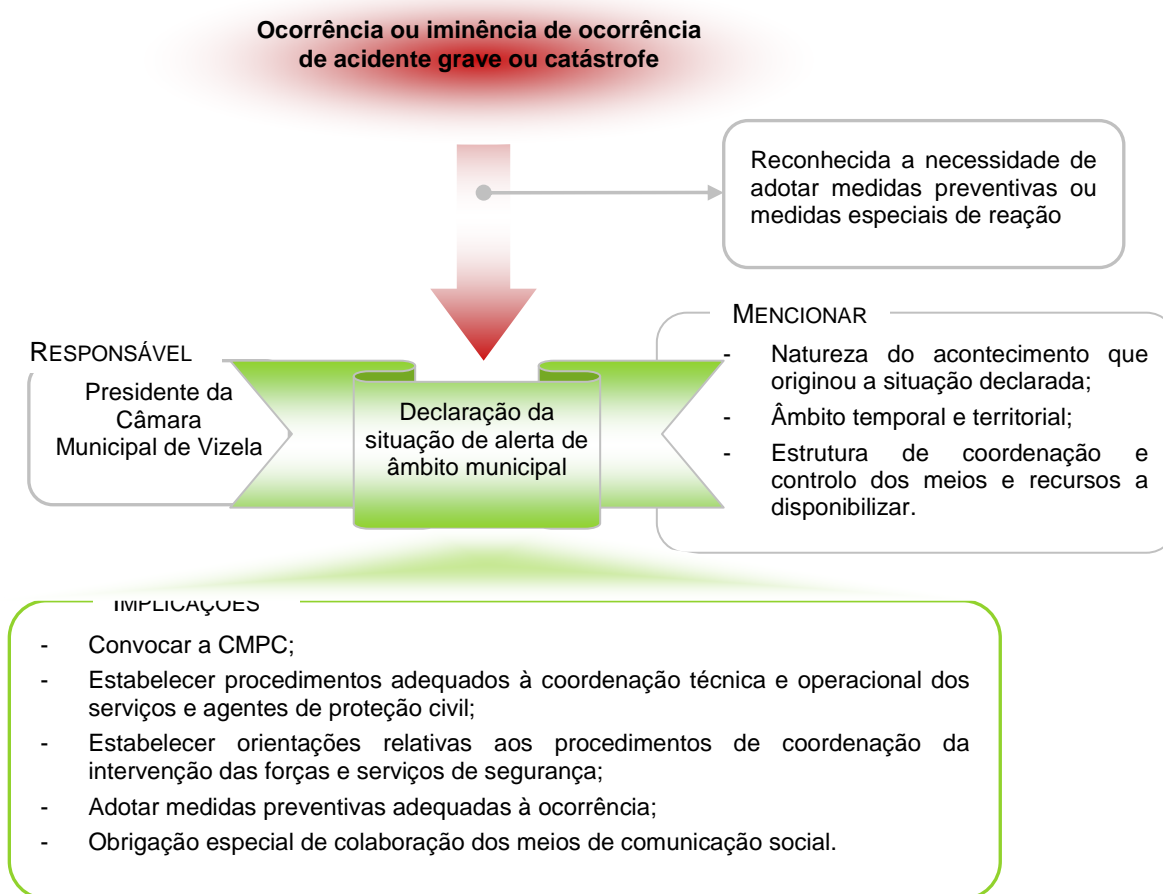 Ocorrência ou iminência de ocorrência
de acidente grave ou catástrofe
Reconhecida a necessidade de
adotar medidas preventivas ou
medidas especiais de reação
RESPONSÁVEL
Presidente da
Câmara
Municipal de Vizela
Declaração da
situação de alerta de
âmbito municipal
MENCIONAR
- Natureza do acontecimento que
originou a situação declarada;
- Âmbito temporal e territorial;
- Estrutura de coordenação e
controlo dos meios e recursos a
disponibilizar.
IMPLICAÇÕES
- Convocar a CMPC;
- Estabelecer procedimentos adequados à coordenação técnica e operacional dos
serviços e agentes de proteção civil;
- Estabelecer orientações relativas aos procedimentos de coordenação da
intervenção das forças e serviços de segurança;
- Adotar medidas preventivas adequadas à ocorrência;
- Obrigação especial de colaboração dos meios de comunicação social.